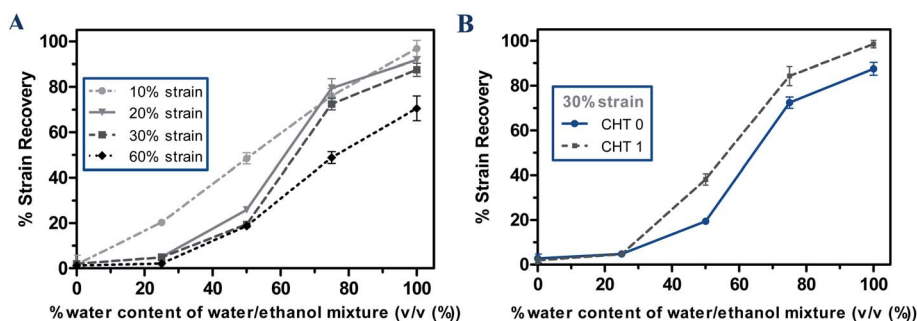 A
% Strain Recovery
100
80
60
40
20
0
10% strain
20% strain
30% strain
60% strain
0 20 40 60 80 100
% water content of water/ethanol mixture (v/v (%))
B
% Strain Recovery
100
80
60
40
20
0
30% strain
CHT 0
CHT 1
0 20 40 60 80 100
% water content of water/ethanol mixture (v/v (%))